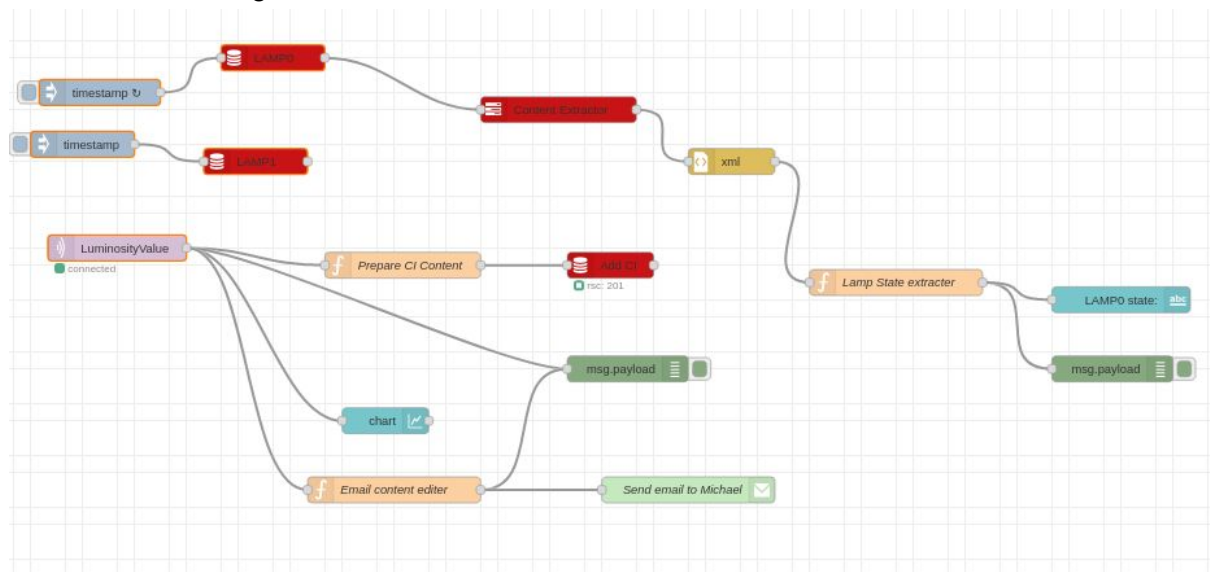 LAMP0
timestamp ↻
Content Extractor
timestamp
LAMP1
xml
LuminosityValue
connected
Prepare CI Content
Add CI
rsc: 201
Lamp State extracter
LAMP0 state: abc
msg.payload
msg.payload
chart
Email content editer
Send email to Michael